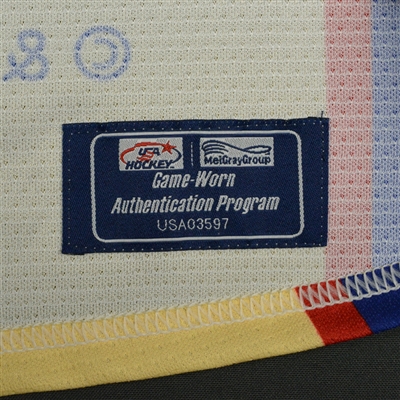 USA HOCKEY
MeiGrayGroup
Game-Worn
Authentication Program
USA03597